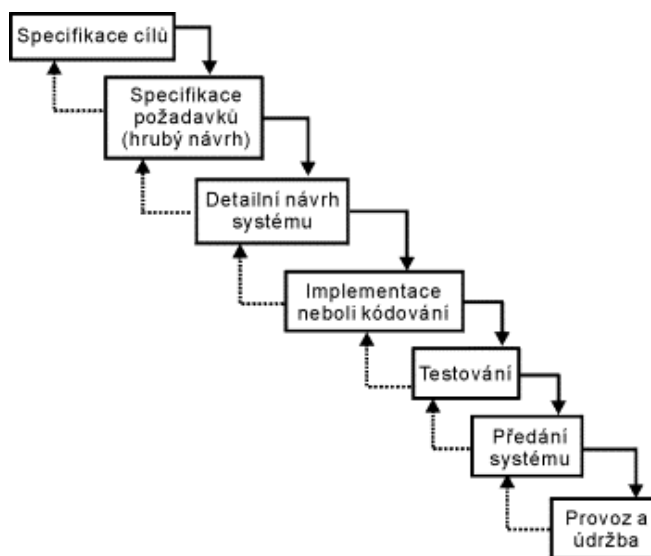 Specifikace cílů
Specifikace
požadavků
(hrubý návrh)
Detailní návrh
systému
Implementace
neboli kódování
Testování
Předání
systému
Provoz a
údržba